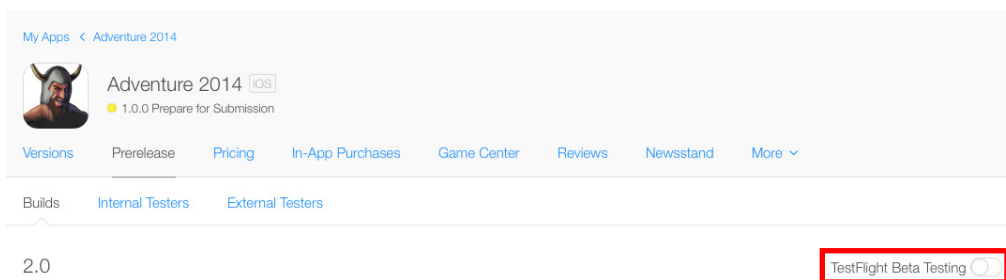 My Apps < Adventure 2014
Adventure 2014 iOS
1.0.0 Prepare for Submission
Versions Prerelease Pricing In-App Purchases Game Center Reviews Newsstand More
Builds Internal Testers External Testers
2.0 TestFlight Beta Testing